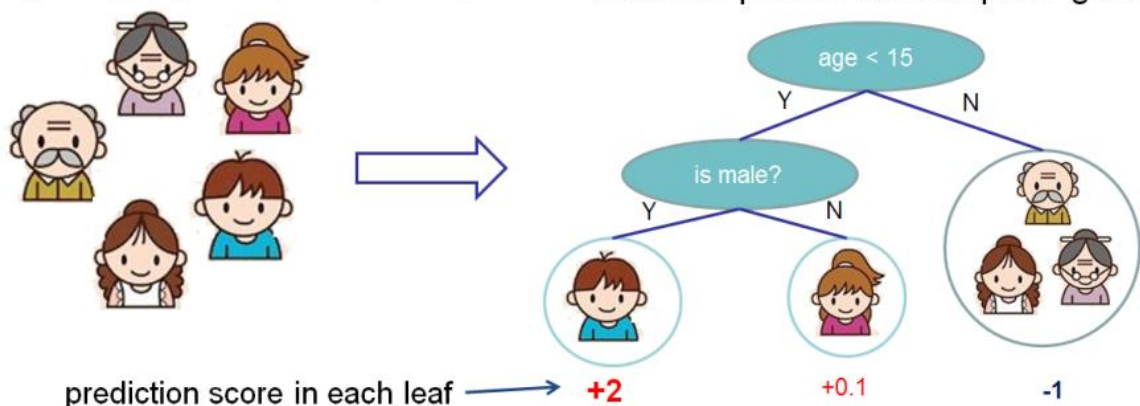 age < 15
Y
N
is male?
Y
N
prediction score in each leaf
+2
+0.1
-1